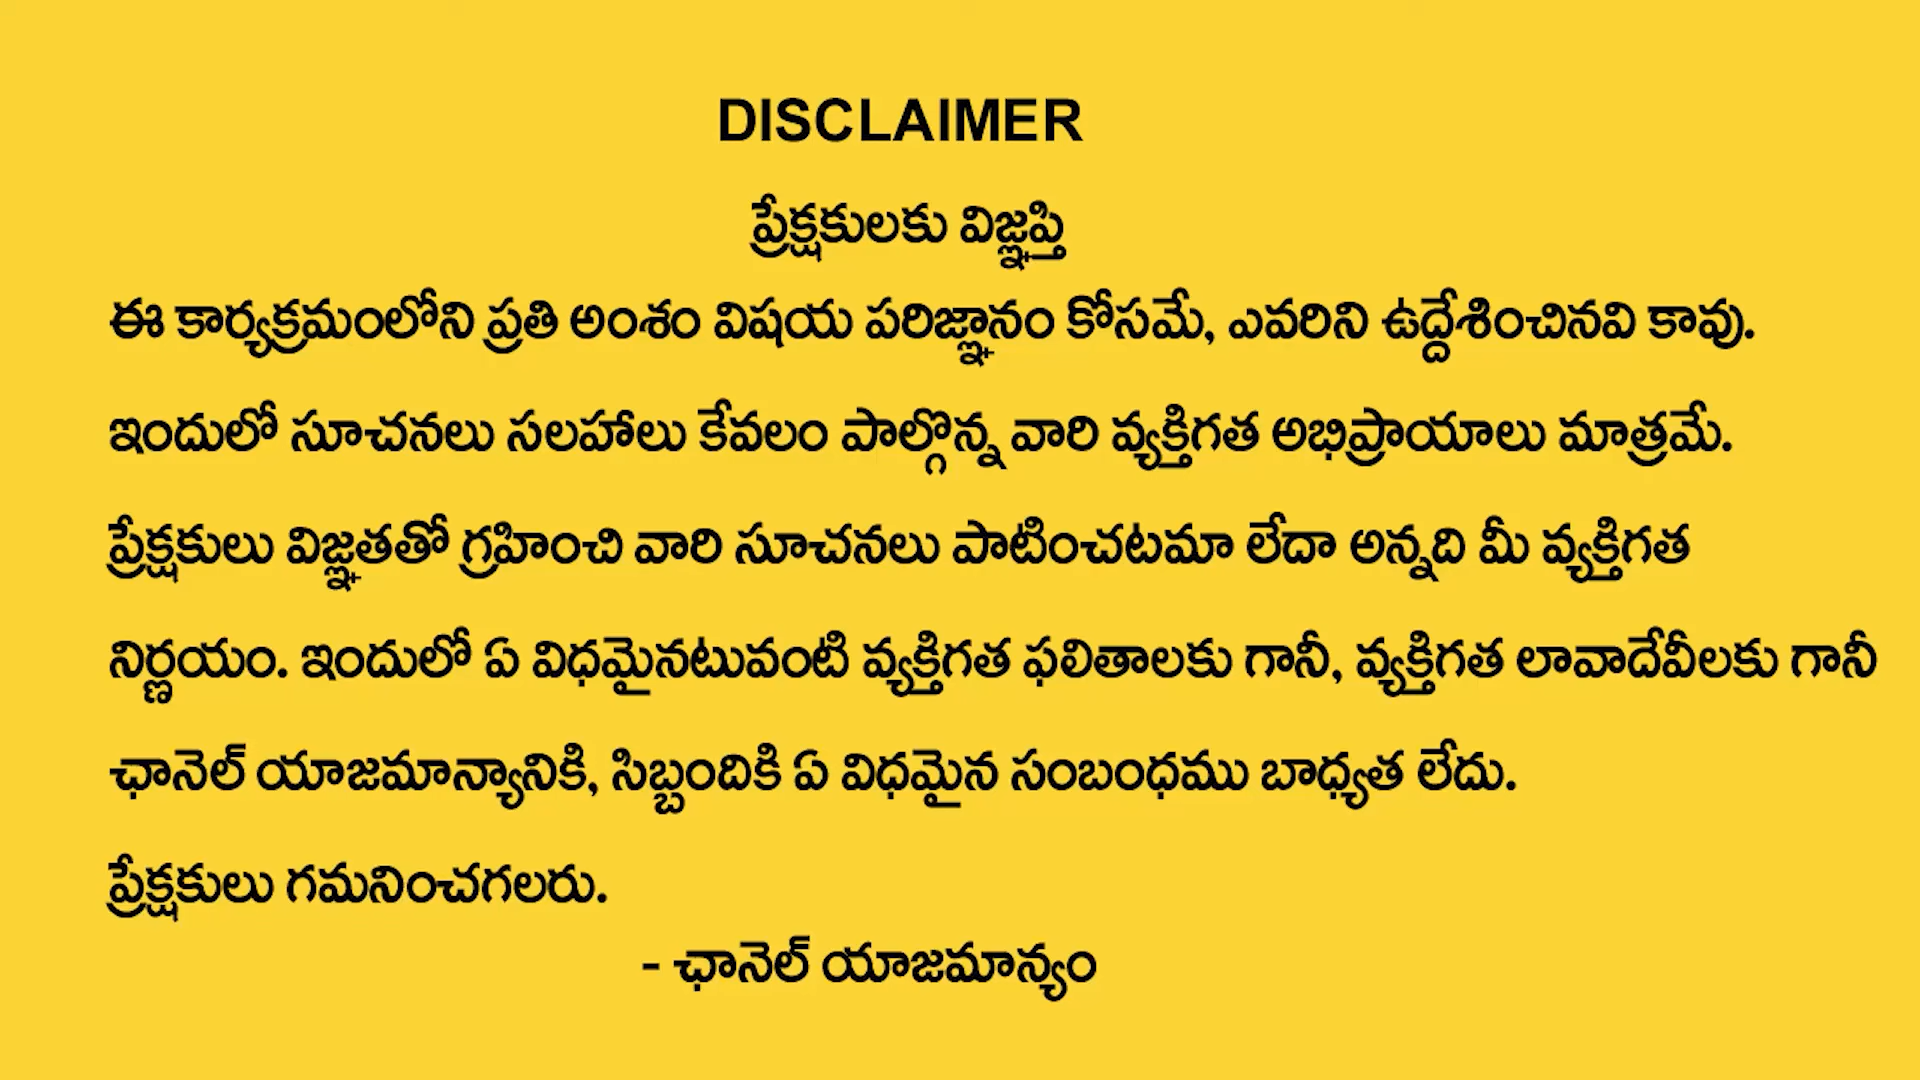 DISCLAIMER
ప్రేక్షకులకు విజ్ఞప్తి
ఈ కార్యక్రమంలోని ప్రతి అంశం విషయ పరిజ్ఞానం కోసమే, ఎవరిని ఉద్దేశించినవి కావు.
ఇందులో సూచనలు సలహాలు కేవలం పాల్గొన్న వారి వ్యక్తిగత అభిప్రాయాలు మాత్రమే.
ప్రేక్షకులు విజ్ఞతతో గ్రహించి వారి సూచనలు పాటించటమా లేదా అన్నది మీ వ్యక్తిగత
నిర్ణయం. ఇందులో ఏ విధమైనటువంటి వ్యక్తిగత ఫలితాలకు గానీ, వ్యక్తిగత లావాదేవీలకు గానీ
ఛానెల్ యాజమాన్యానికి, సిబ్బందికి ఏ విధమైన సంబంధము బాధ్యత లేదు.
ప్రేక్షకులు గమనించగలరు.
- ఛానెల్ యాజమాన్యం